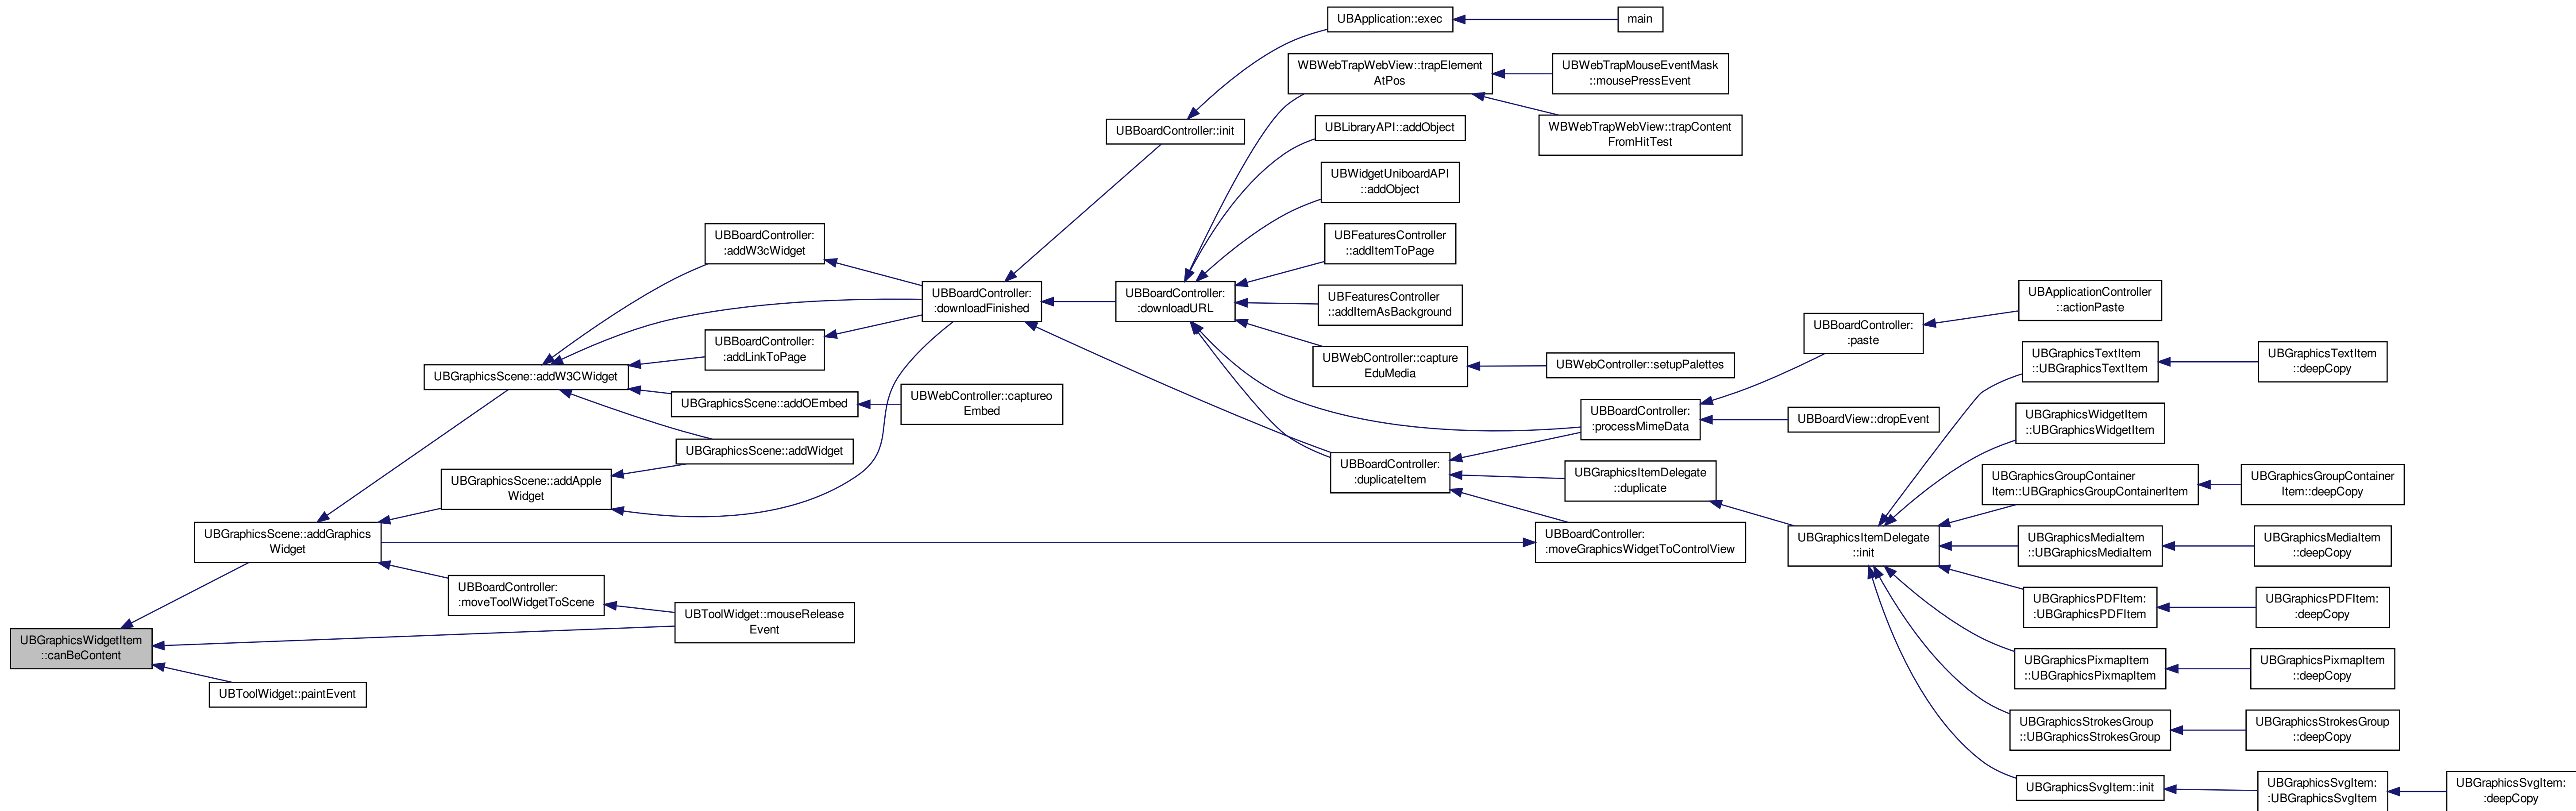 UBApplication::exec
main
WBWebTrapWebView::trapElement
AtPos
UBWebTrapMouseEventMask
::mousePressEvent
UBBoardController::init
UBLibraryAPI::addObject
WBWebTrapWebView::trapContent
FromHitTest
UBWidgetUniboardAPI
::addObject
UBBoardController:
:addW3cWidget
UBFeaturesController
::addItemToPage
UBBoardController:
:downloadFinished
UBBoardController:
:downloadURL
UBFeaturesController
::addItemAsBackground
UBApplicationController
::actionPaste
UBBoardController:
:paste
UBBoardController:
:addLinkToPage
UBWebController::capture
EduMedia
UBWebController::setupPalettes
UBGraphicsTextItem
::UBGraphicsTextItem
UBGraphicsTextItem
::deepCopy
UBGraphicsScene::addW3CWidget
UBGraphicsScene::addOEmbed
UBWebController::captureo
Embed
UBBoardController:
:processMimeData
UBBoardView::dropEvent
UBGraphicsWidgetItem
::UBGraphicsWidgetItem
UBGraphicsScene::addWidget
UBBoardController:
:duplicateItem
UBGraphicsItemDelegate
::duplicate
UBGraphicsGroupContainer
Item::UBGraphicsGroupContainerItem
UBGraphicsGroupContainer
Item::deepCopy
UBGraphicsScene::addApple
Widget
UBGraphicsScene::addGraphics
Widget
UBBoardController:
:moveGraphicsWidgetToControlView
UBGraphicsItemDelegate
::init
UBGraphicsMediaItem
::UBGraphicsMediaItem
UBGraphicsMediaItem
::deepCopy
UBBoardController:
:moveToolWidgetToScene
UBGraphicsPDFItem:
:UBGraphicsPDFItem
UBGraphicsPDFItem:
:deepCopy
UBToolWidget::mouseRelease
Event
UBGraphicsWidgetItem
::canBeContent
UBGraphicsPixmapItem
::UBGraphicsPixmapItem
UBGraphicsPixmapItem
::deepCopy
UBToolWidget::paintEvent
UBGraphicsStrokesGroup
::UBGraphicsStrokesGroup
UBGraphicsStrokesGroup
::deepCopy
UBGraphicsSvgItem::init
UBGraphicsSvgItem:
:UBGraphicsSvgItem
UBGraphicsSvgItem:
:deepCopy